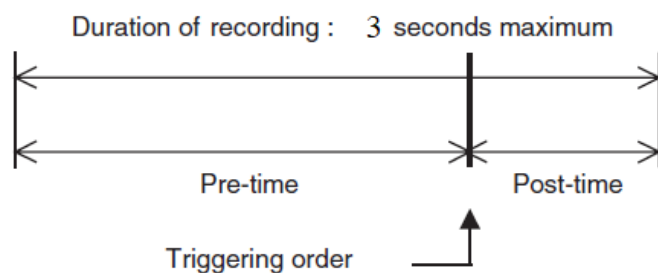 Duration of recording : 3 seconds maximum
Pre-time Post-time
Triggering order